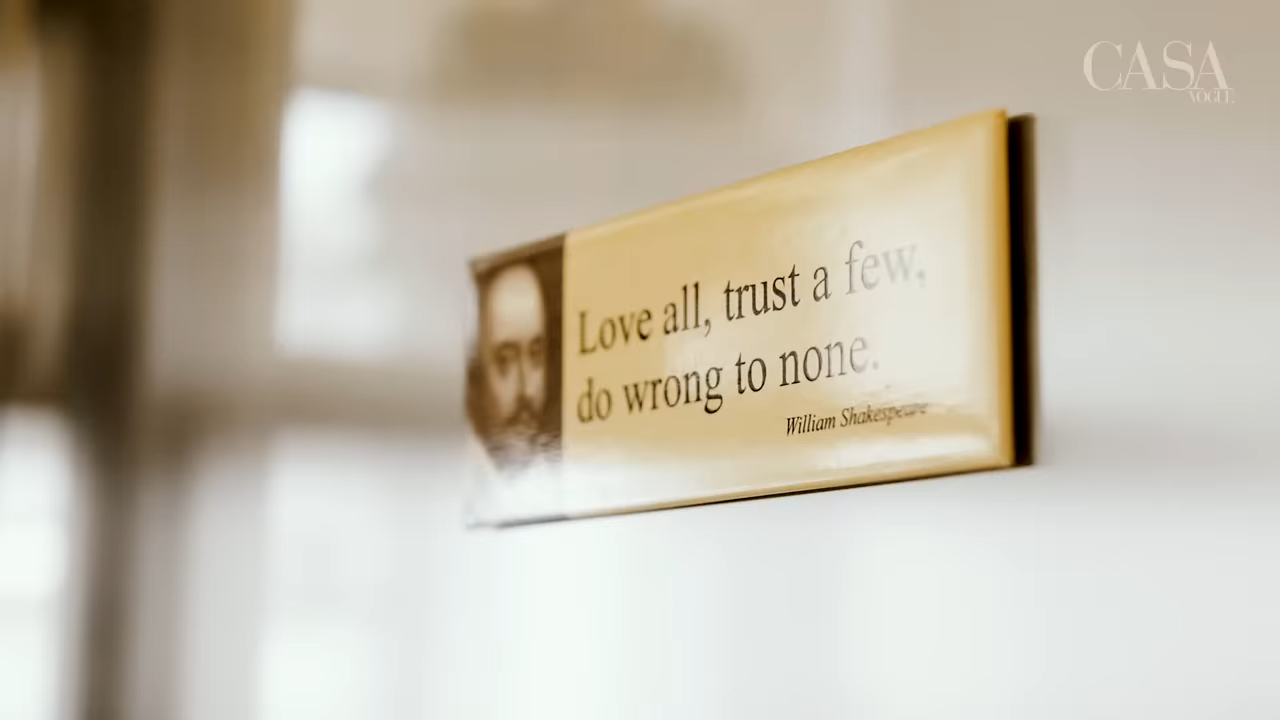 CASA
VOGUE
Love all, trust a few,
do wrong to none.
William Shakespeare